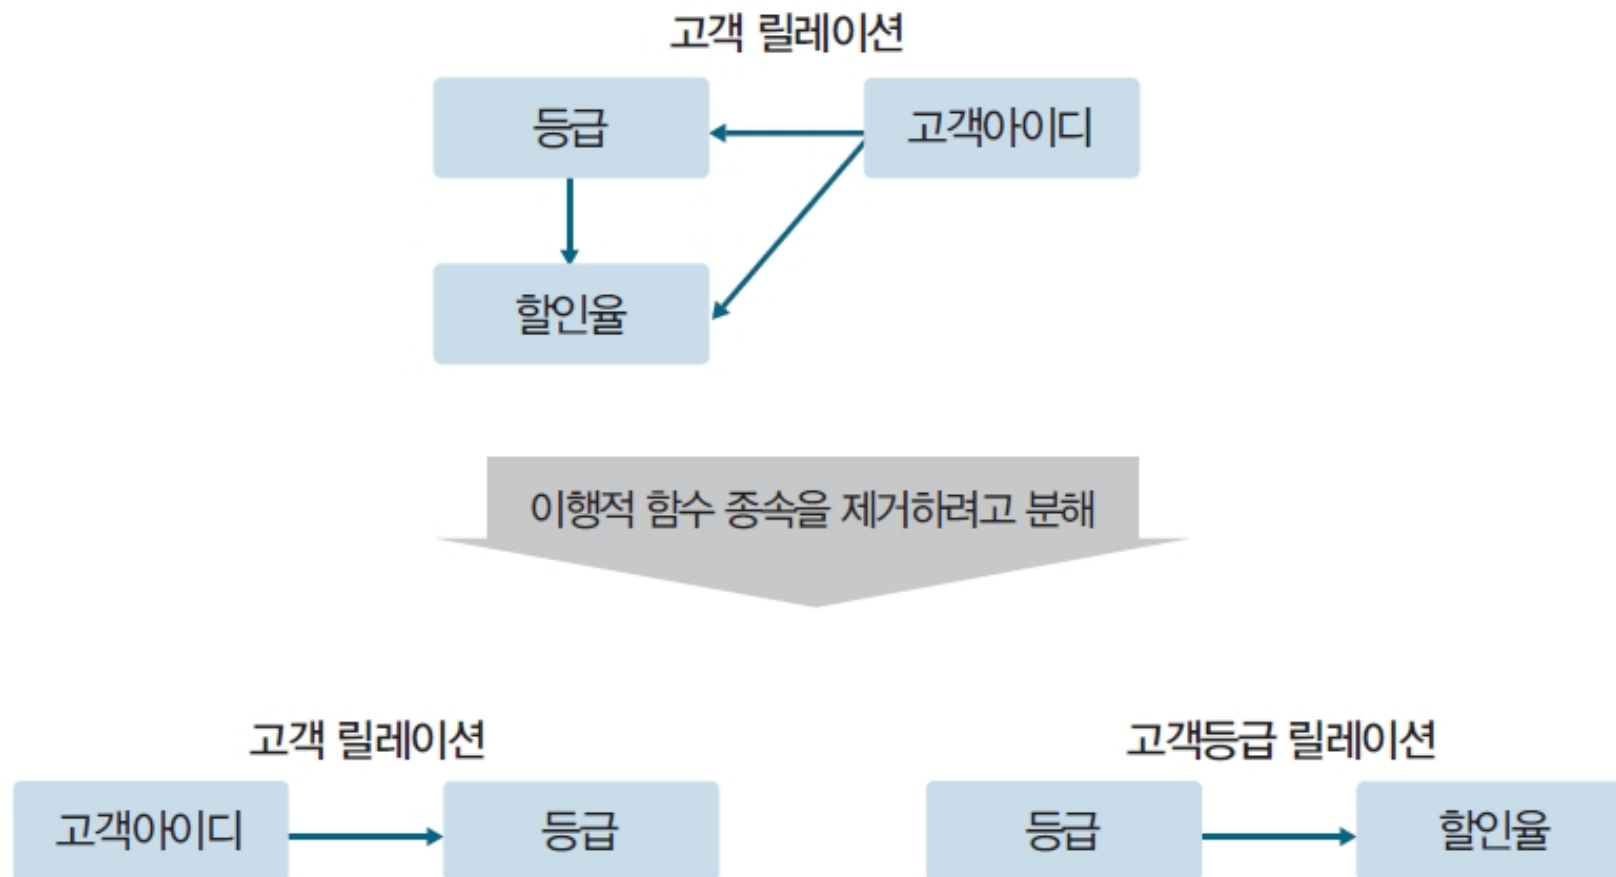 고객 릴레이션
등급
고객아이디
할인율
이행적 함수 종속을 제거하려고 분해
고객 릴레이션
고객등급 릴레이션
고객아이디
등급
등급
할인율